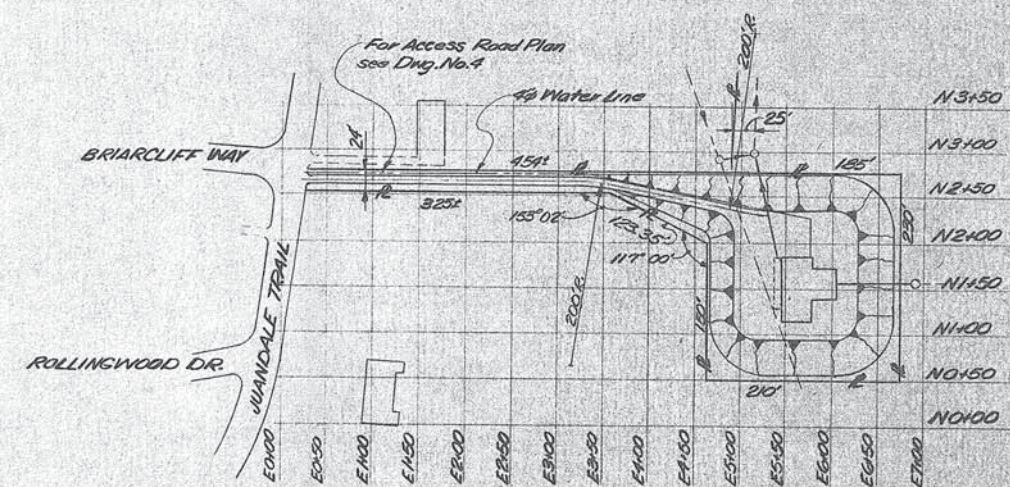 For Access Road Plan
see Dwg. No. 4
4"φ Water Line
200'R.
25'
N3+50
N3+00
N2+50
N2+00
N1+50
N1+00
N0+50
N0+00
BRIARCLIFF WAY
24'
454±
185'
325±
153°02'
123.35'
117°00'
230'
200'R.
150'
210'
JUANDALE TRAIL
ROLLINGWOOD DR.
E0+00
E0+50
E1+00
E1+50
E2+00
E2+50
E3+00
E3+50
E4+00
E4+50
E5+00
E5+50
E6+00
E6+50
E7+00